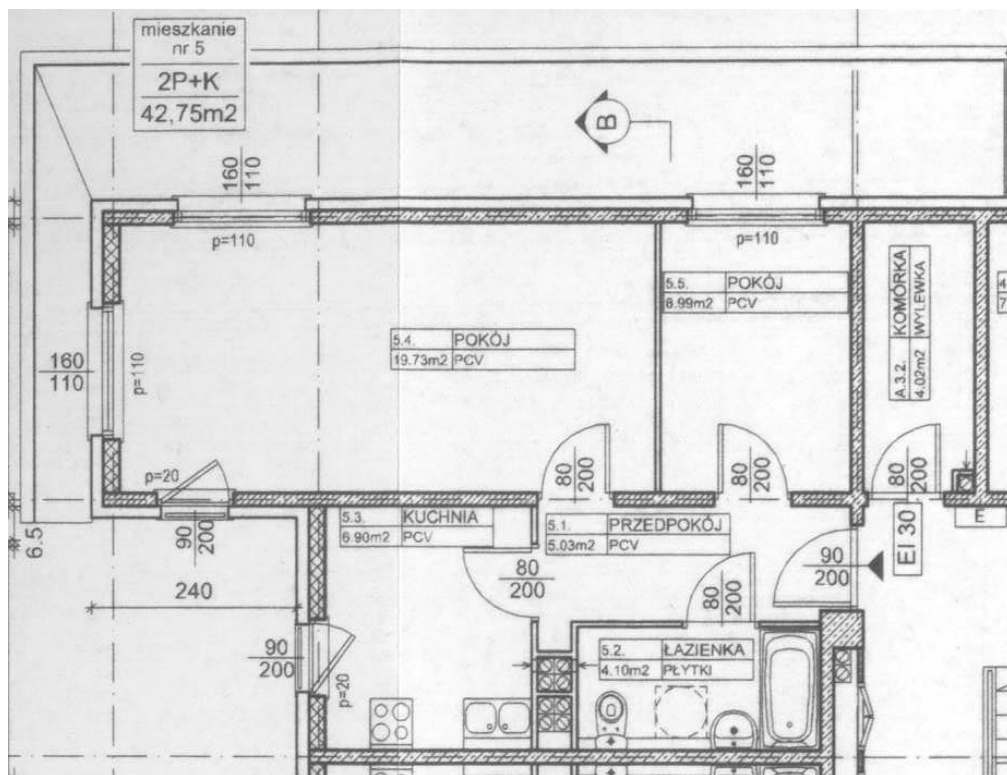 mieszkanie
nr 5
2P+K
42,75m2
B
160
110
160
110
p=110
p=110
5.5. POKÓJ
8.99m2 PCV
A.3.2. KOMÓRKA
4.02m2 WYLEWKA
4
7
5.4. POKÓJ
19.73m2 PCV
160
110
p=110
p=20
80
200
80
200
80
200
6.5
90
200
5.3. KUCHNIA
6.90m2 PCV
5.1. PRZEDPOKÓJ
5.03m2 PCV
EI 30
E
80
200
90
200
240
80
200
90
200
p=20
5.2. ŁAZIENKA
4.10m2 PŁYTKI